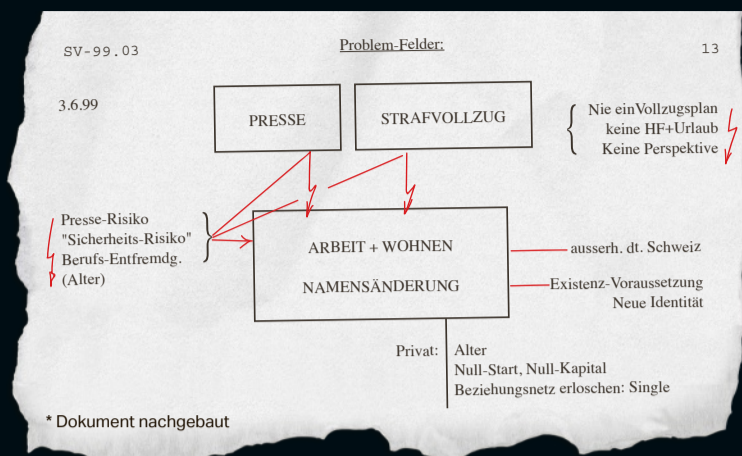 SV-99.03
Problem-Felder:
13
3.6.99
PRESSE
STRAFVOLLZUG
Nie einVollzugsplan
keine HF+Urlaub
Keine Perspektive
Presse-Risiko
"Sicherheits-Risiko"
Berufs-Entfremdg.
(Alter)
ARBEIT + WOHNEN
NAMENSÄNDERUNG
ausserh. dt. Schweiz
Existenz-Voraussetzung
Neue Identität
Privat:
Alter
Null-Start, Null-Kapital
Beziehungsnetz erloschen: Single
* Dokument nachgebaut